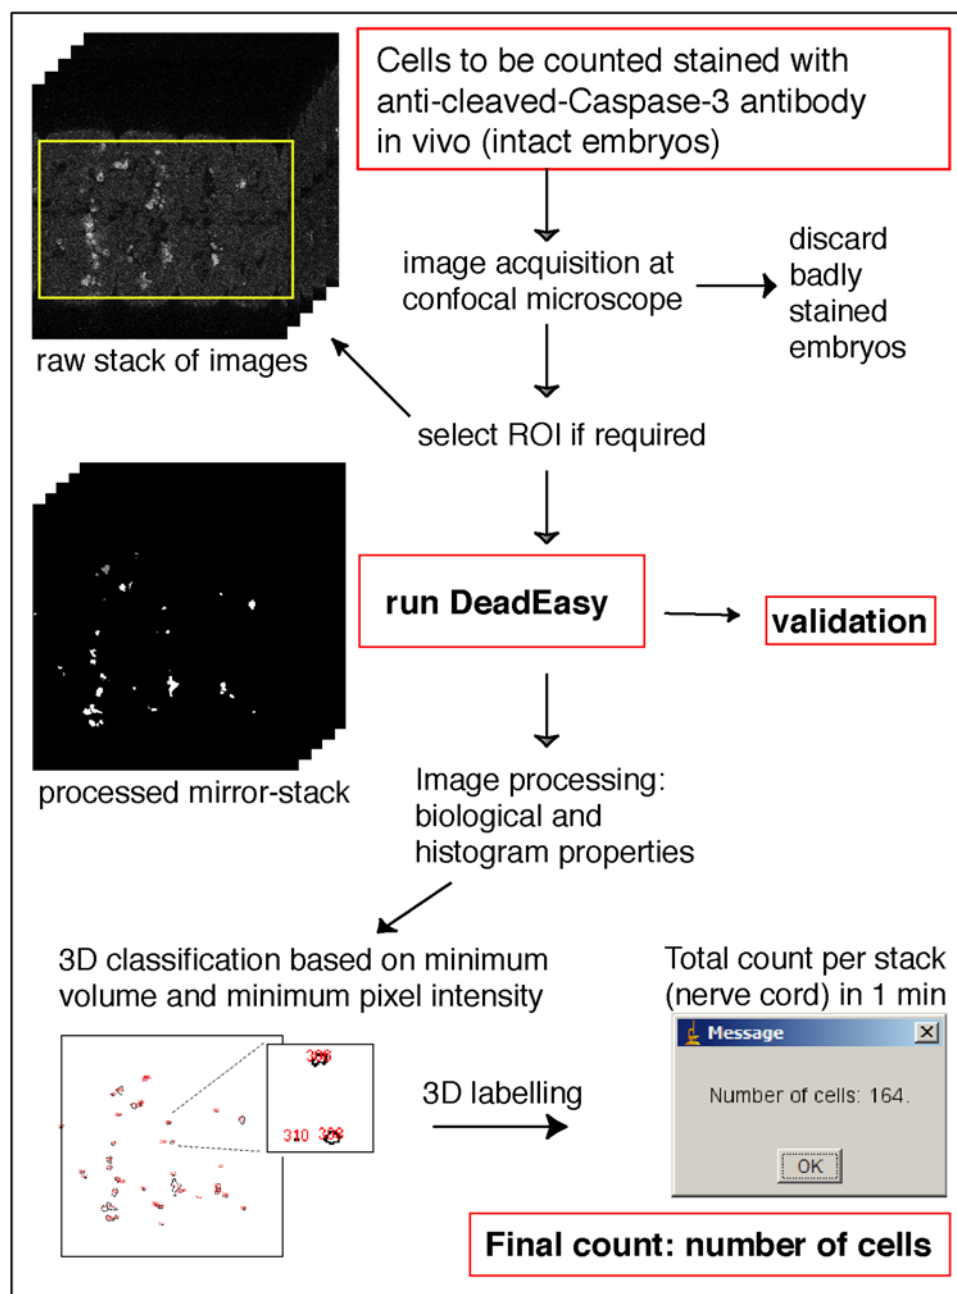 Cells to be counted stained with
anti-cleaved-Caspase-3 antibody
in vivo (intact embryos)
image acquisition at
confocal microscope
discard
badly
stained
embryos
raw stack of images
select ROI if required
run DeadEasy
validation
processed mirror-stack
Image processing:
biological and
histogram properties
3D classification based on minimum
volume and minimum pixel intensity
310
3D labelling
Total count per stack
(nerve cord) in 1 min
Message
Number of cells: 164.
OK
Final count: number of cells